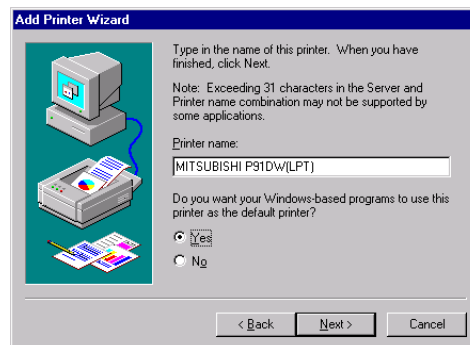 Add Printer Wizard
Type in the name of this printer.  When you have
finished, click Next.
Note:  Exceeding 31 characters in the Server and
Printer name combination may not be supported by
some applications.
Printer name:
MITSUBISHI P91DW(LPT)
Do you want your Windows-based programs to use this
printer as the default printer?
Yes
No
< Back
Next >
Cancel